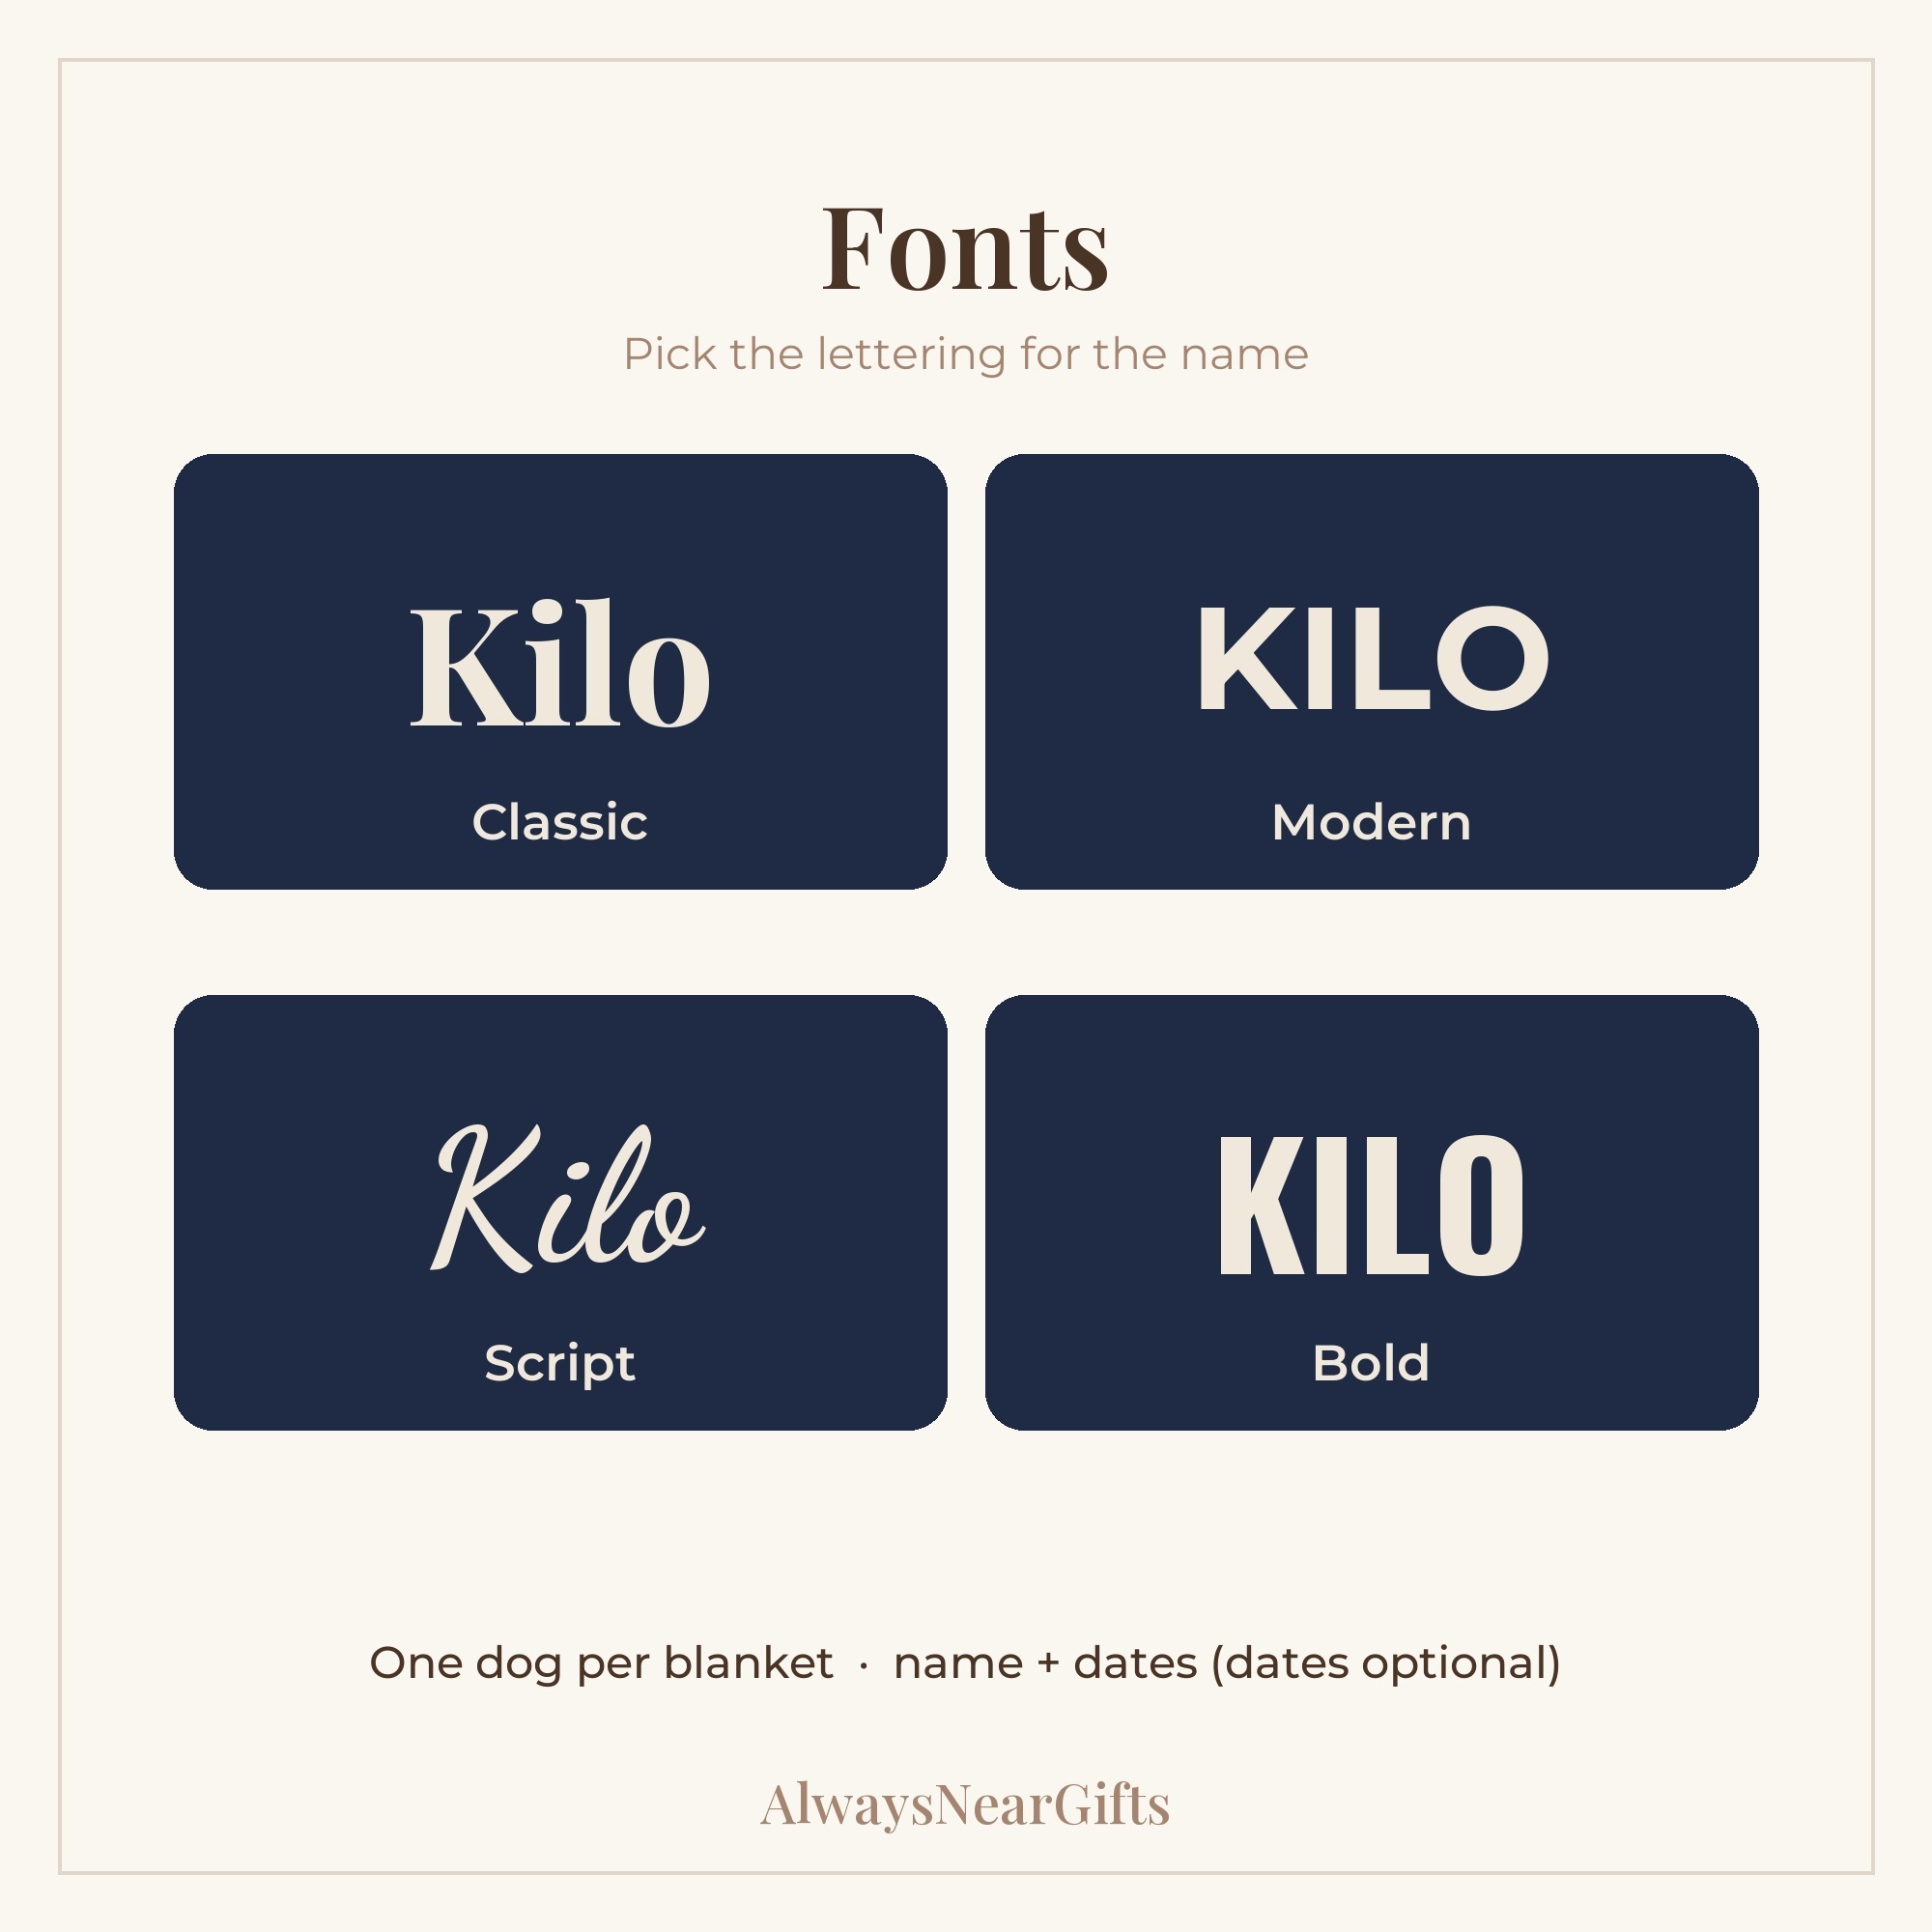 Fonts
Pick the lettering for the name
Kilo
Classic
KILO
Modern
Kilo
Script
KILO
Bold
One dog per blanket · name + dates (dates optional)
AlwaysNearGifts